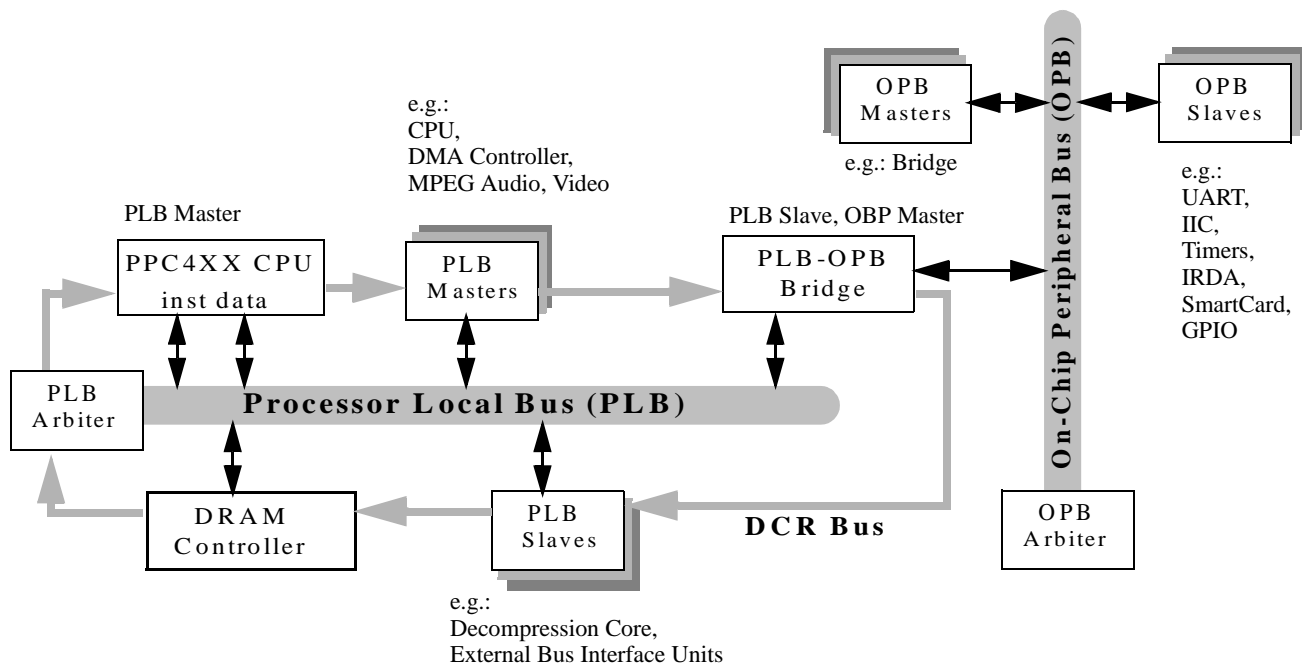 OPB
Masters
e.g.: Bridge
On-Chip Peripheral Bus (OPB)
OPB
Slaves
e.g.:
UART,
IIC,
Timers,
IRDA,
SmartCard,
GPIO
e.g.:
CPU,
DMA Controller,
MPEG Audio, Video
PLB Master
PPC4XX CPU
inst data
PLB
Masters
PLB Slave, OBP Master
PLB-OPB
Bridge
PLB
Arbiter
Processor Local Bus (PLB)
DRAM
Controller
PLB
Slaves
DCR Bus
OPB
Arbiter
e.g.:
Decompression Core,
External Bus Interface Units